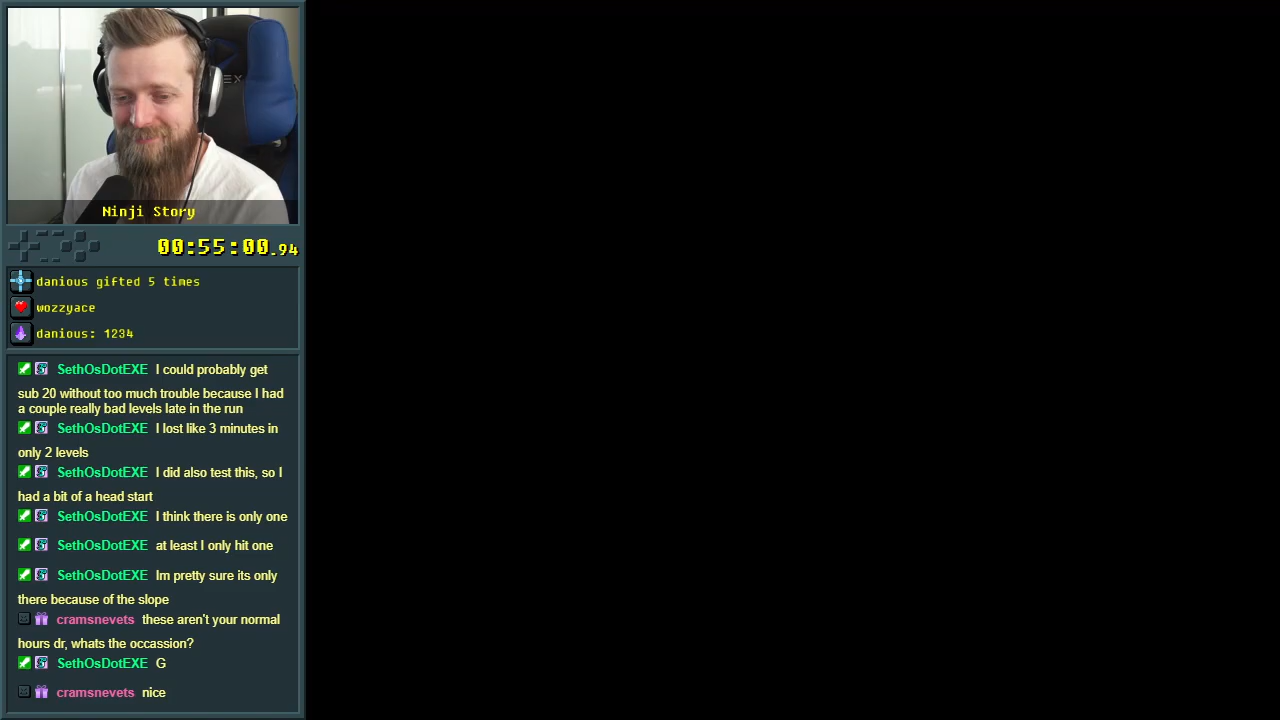 EX
Ninji Story
00:55:00.94
danious gifted 5 times
wozzyace
danious: 1234
SethOsDotEXE I could probably get
sub 20 without too much trouble because I had
a couple really bad levels late in the run
SethOsDotEXE I lost like 3 minutes in
only 2 levels
SethOsDotEXE I did also test this, so I
had a bit of a head start
SethOsDotEXE I think there is only one
SethOsDotEXE at least I only hit one
SethOsDotEXE Im pretty sure its only
there because of the slope
cramsnevets these aren't your normal
hours dr, whats the occassion?
SethOsDotEXE G
cramsnevets nice